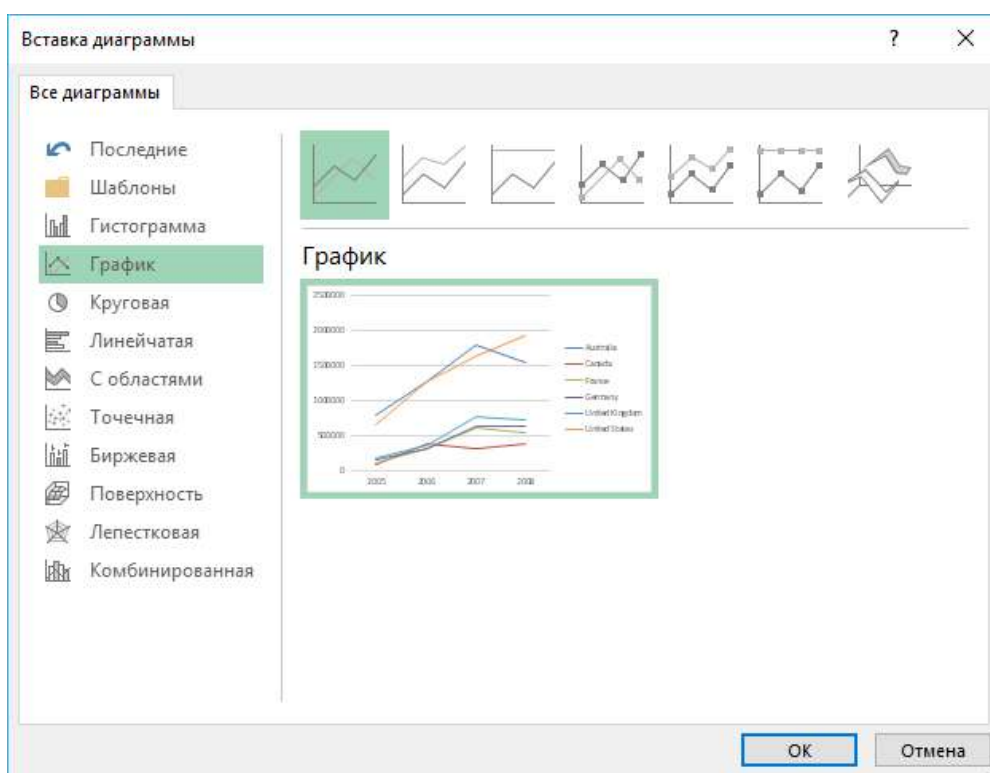 Вставка диаграммы
?
Все диаграммы
Последние
Шаблоны
Гистограмма
График
Круговая
Линейчатая
С областями
Точечная
Биржевая
Поверхность
Лепестковая
Комбинированная
График
2500000
2000000
1500000
1000000
500000
0
2005 2006 2007 2008
Australia
Canada
France
Germany
United Kingdom
United States
ОК
Отмена